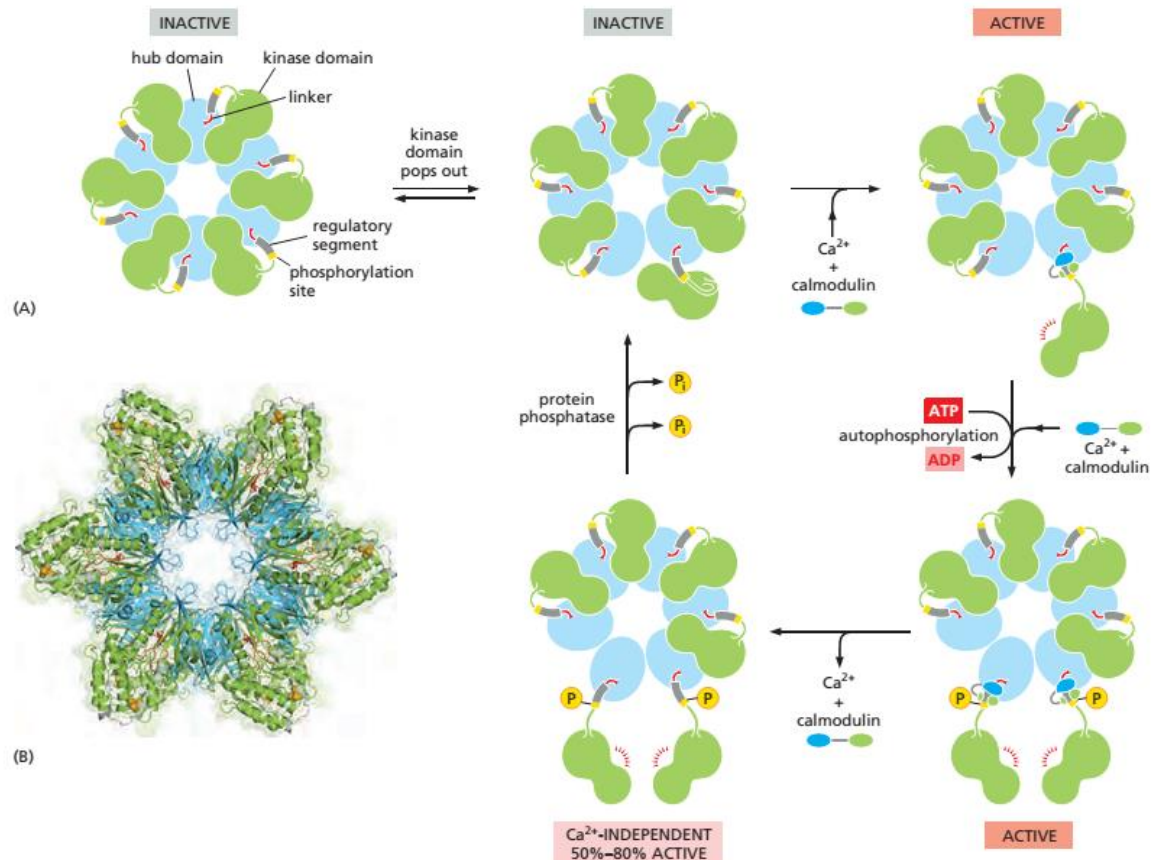 INACTIVE
hub domain
kinase domain
linker
regulatory
segment
phosphorylation
site
(A)
kinase
domain
pops out
INACTIVE
Ca2+
+
calmodulin
ACTIVE
ATP
autophosphorylation
ADP
Ca2+ +
calmodulin
protein
phosphatase
Pi
Pi
(B)
P
P
Ca2+-INDEPENDENT
50%–80% ACTIVE
Ca2+
+
calmodulin
P
P
ACTIVE